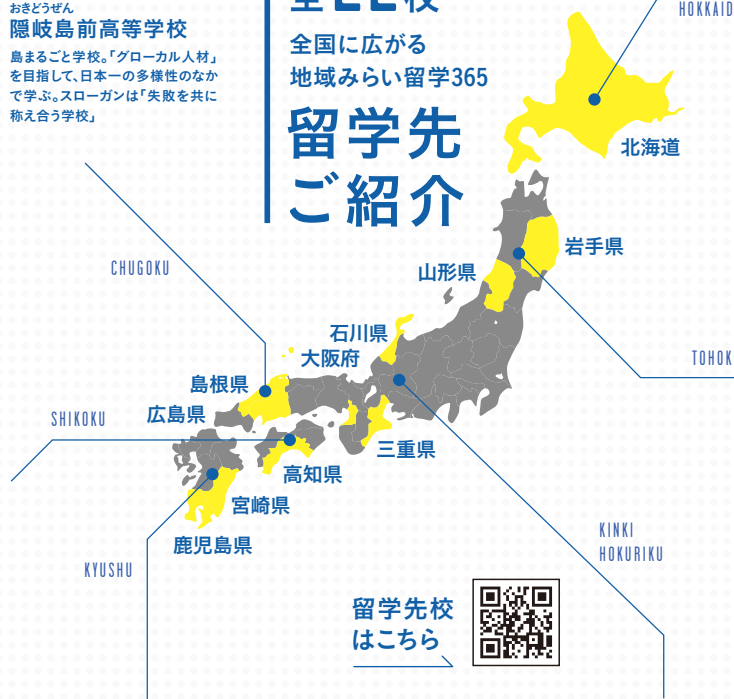 おきどうぜん
隠岐島前高等学校
島まるごと学校。「グローカル人材」
を目指して、日本一の多様性のなか
で学ぶ。スローガンは「失敗を共に
称え合う学校」
全国に広がる
地域みらい留学365
留学先
ご紹介
HOKKAID
北海道
岩手県
山形県
CHUGOKU
石川県
大阪府
TOHOK
島根県
広島県
SHIKOKU
三重県
高知県
宮崎県
鹿児島県
KYUSHU
KINKI
HOKURIKU
留学先校
はこちら